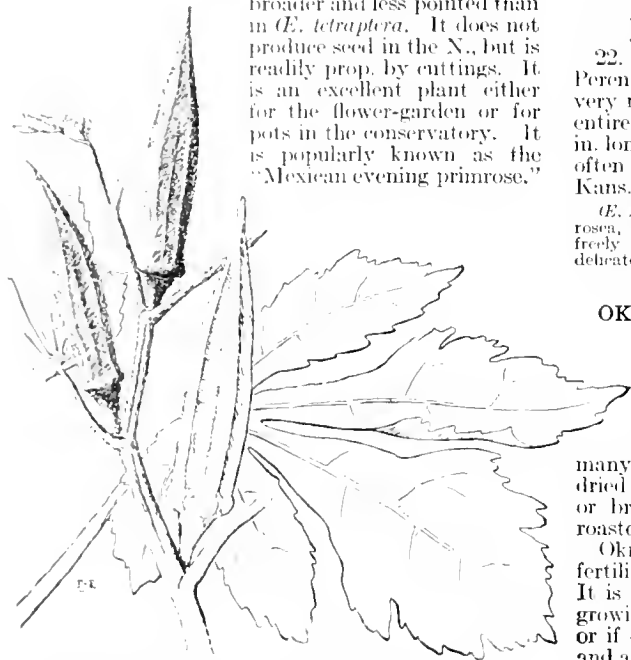 broader and less pointed than
in Œ. tetraptera. It does not
produce seed in the N., but is
readily prop. by cuttings. It
is an excellent plant either
for the flower-garden or for
pots in the conservatory. It
is popularly known as the
"Mexican evening primrose."
22.
Peren
very
entire
in. lon
often
Kans.
Œ.
rosea,
freely
delicate
OK
many
dried
or br
roaste
Okr
fertili
It is
growi
or if
and a